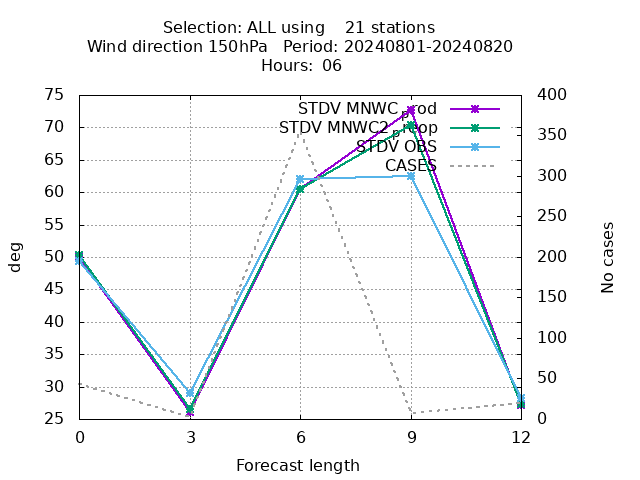 Selection: ALL using    21 stations
Wind direction 150hPa   Period: 20240801-20240820
Hours: 06
75
70
65
60
55
50
45
40
35
30
25
400
350
300
250
200
150
100
50
0
STDV MNWC_prod
STDV MNWC2_preop
STDV OBS
CASES
deg
No cases
0 3 6 9 12
Forecast length